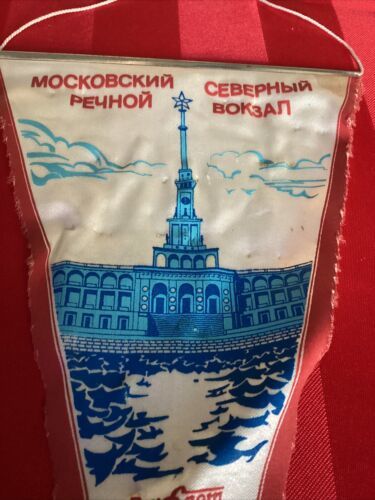 МОСКОВСКИЙ СЕВЕРНЫЙ
РЕЧНОЙ ВОКЗАЛ